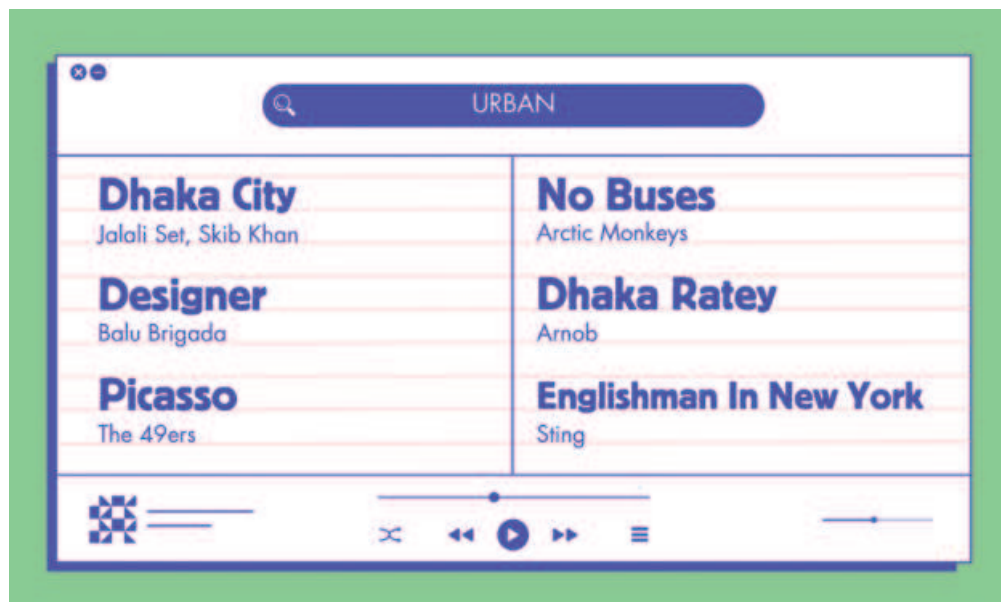 URBAN
Dhaka City
Jalali Set, Skib Khan
Designer
Balu Brigada
Picasso
The 49ers
No Buses
Arctic Monkeys
Dhaka Ratey
Arnob
Englishman In New York
Sting